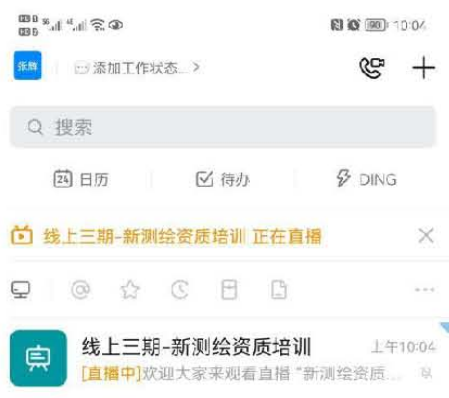 10:04
张辉
添加工作状态... >
搜索
24 日历
待办
DING
线上三期-新测绘资质培训 正在直播
线上三期-新测绘资质培训
上午10:04
[直播中]欢迎大家来观看直播 "新测绘资质...